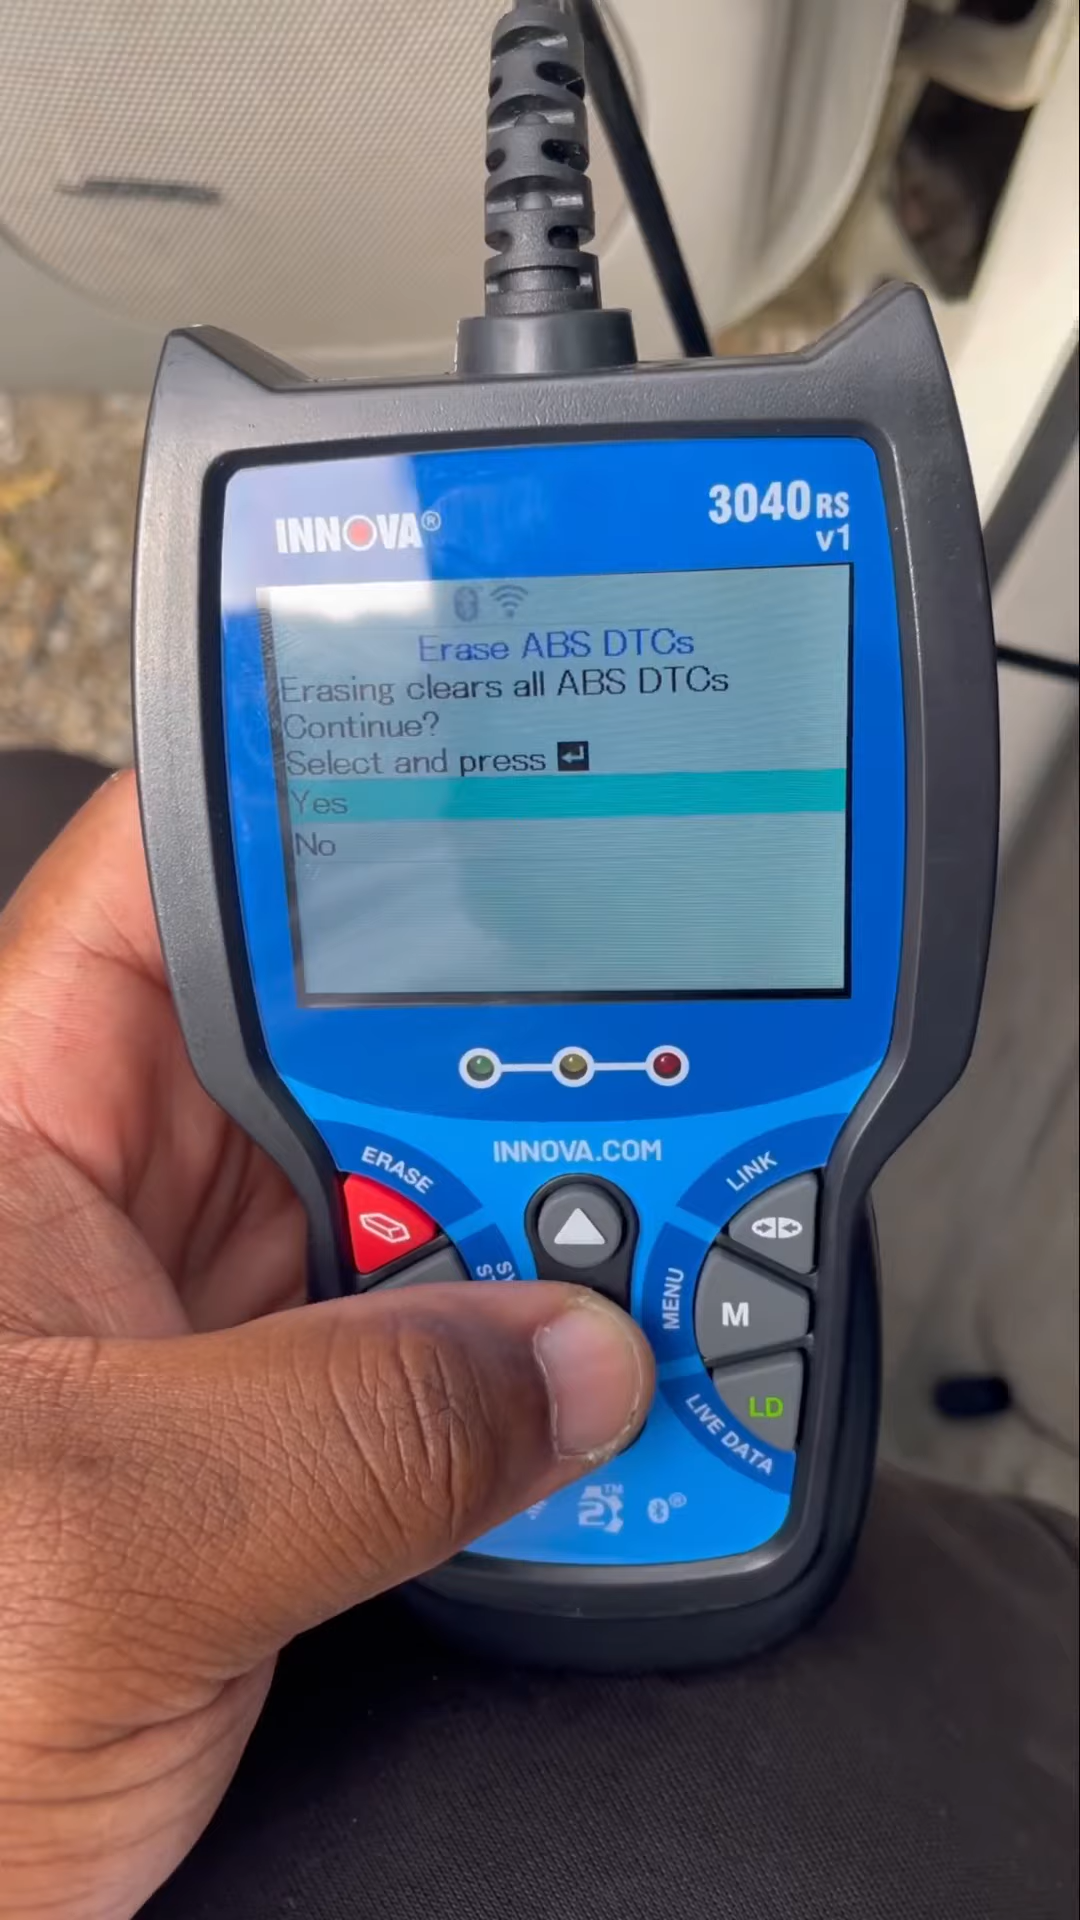 INNOVA®
3040RS
v1
Erase ABS DTCs
Erasing clears all ABS DTCs
Continue?
Select and press
Yes
No
INNOVA.COM
ERASE
LINK
MENU
M
LD
LIVE DATA
2™
®